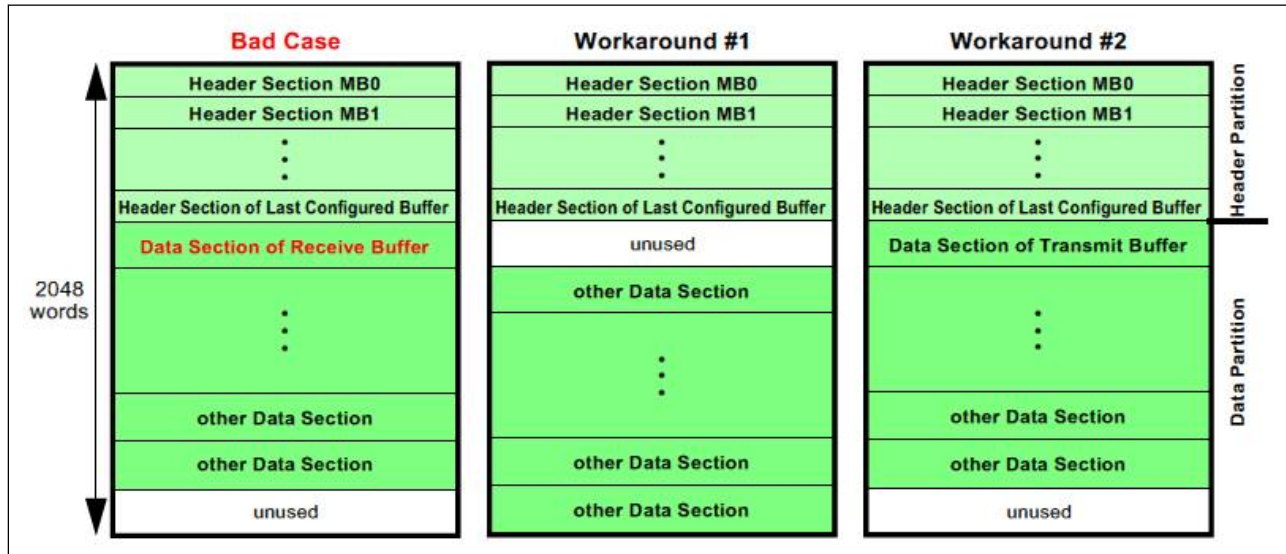 Bad Case
Workaround #1
Workaround #2
Header Section MB0
Header Section MB1
Header Section of Last Configured Buffer
Data Section of Receive Buffer
other Data Section
other Data Section
unused
Header Section MB0
Header Section MB1
Header Section of Last Configured Buffer
unused
other Data Section
other Data Section
other Data Section
Header Section MB0
Header Section MB1
Header Section of Last Configured Buffer
Data Section of Transmit Buffer
other Data Section
other Data Section
unused
2048
words
Header Partition
Data Partition